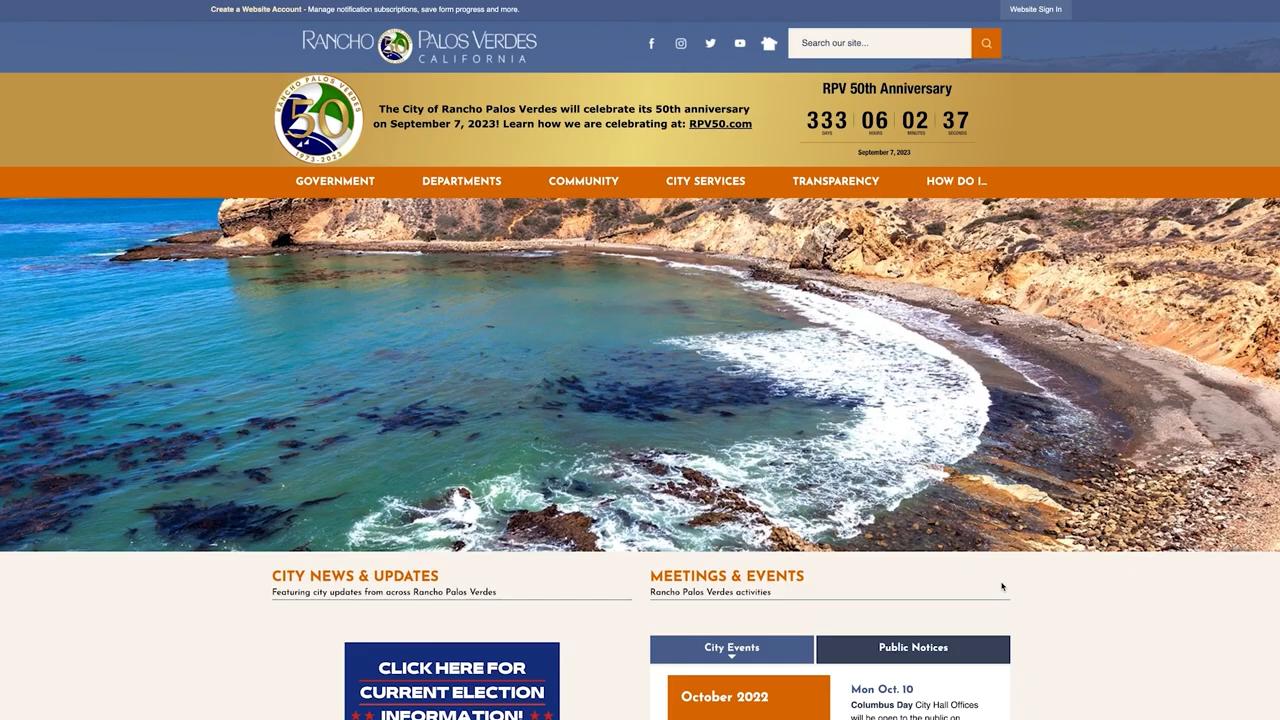 Create a Website Account - Manage notification subscriptions, save form progress and more.
Website Sign In
RANCHO 50 PALOS VERDES
CALIFORNIA
Search our site...
RANCHO PALOS VERDES
50
1973-2023
The City of Rancho Palos Verdes will celebrate its 50th anniversary
on September 7, 2023! Learn how we are celebrating at: RPV50.com
RPV 50th Anniversary
333 06 02 37
DAYS HOURS MINUTES SECONDS
September 7, 2023
GOVERNMENT DEPARTMENTS COMMUNITY CITY SERVICES TRANSPARENCY HOW DO I...
CITY NEWS & UPDATES
Featuring city updates from across Rancho Palos Verdes
CLICK HERE FOR
CURRENT ELECTION
INFORMATION!
MEETINGS & EVENTS
Rancho Palos Verdes activities
City Events
Public Notices
October 2022
Mon Oct. 10
Columbus Day City Hall Offices
will be open to the public on